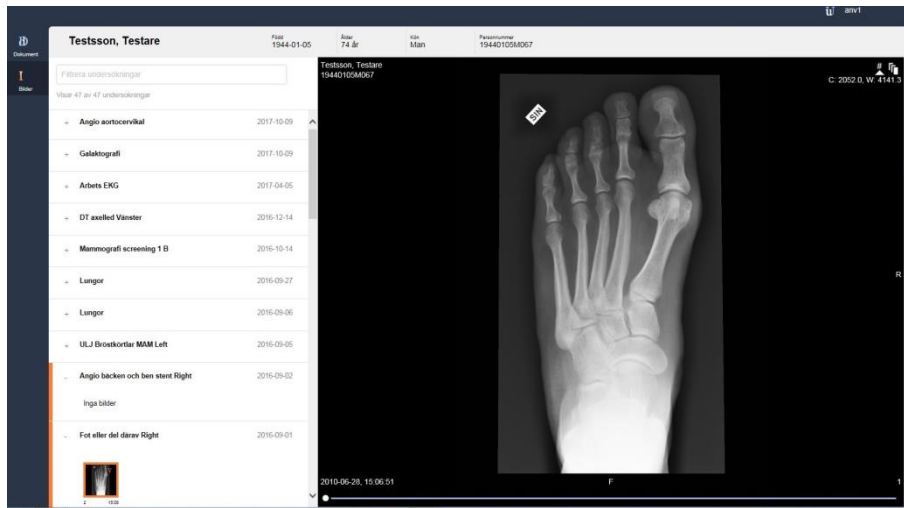 anv1
Dokument
Bilder
Testsson, Testare
Född
1944-01-05
Ålder
74 år
Kön
Man
Personnummer
19440105M067
Filtrera undersökningar
Visar 47 av 47 undersökningar
Angio aortocervikal 2017-10-09
Galaktografi 2017-10-09
Arbets EKG 2017-04-05
DT axelled Vänster 2016-12-14
Mammografi screening 1 B 2016-10-14
Lungor 2016-09-27
Lungor 2016-09-06
ULJ Bröstkörtlar MAM Left 2016-09-05
Angio bäcken och ben stent Right 2016-09-02
Inga bilder
Fot eller del därav Right 2016-09-01
Testsson, Testare
19440105M067
#
C: 2052.0, W: 4141.3
SIN
R
2010-06-28, 15:06:51
F
1